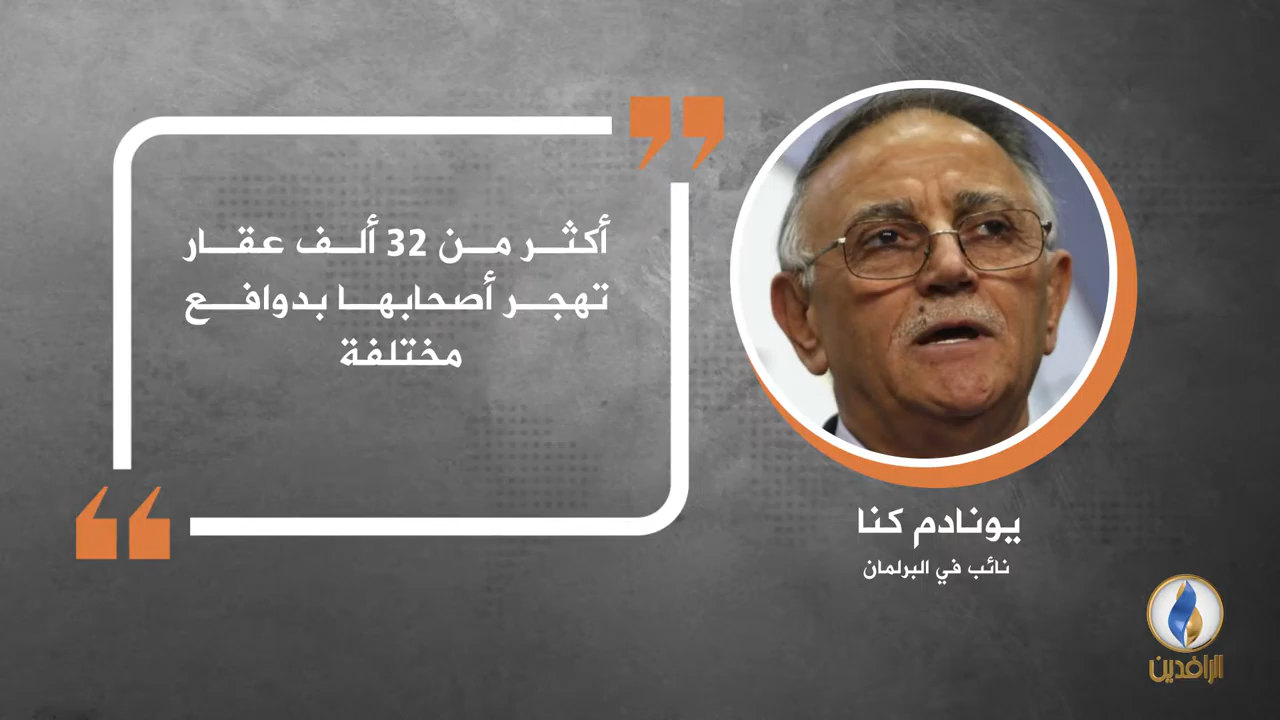 أكثر من 32 ألف عقار
تهجر أصحابها بدوافع
مختلفة
يونادم كنا
نائب في البرلمان
الرافدين